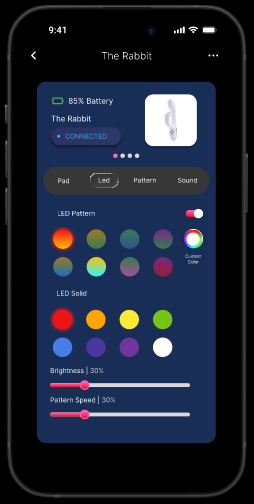 9:41
The Rabbit
85% Battery
The Rabbit
CONNECTED
Pad Led Pattern Sound
LED Pattern
Custom
Color
LED Solid
Brightness | 30%
Pattern Speed | 30%